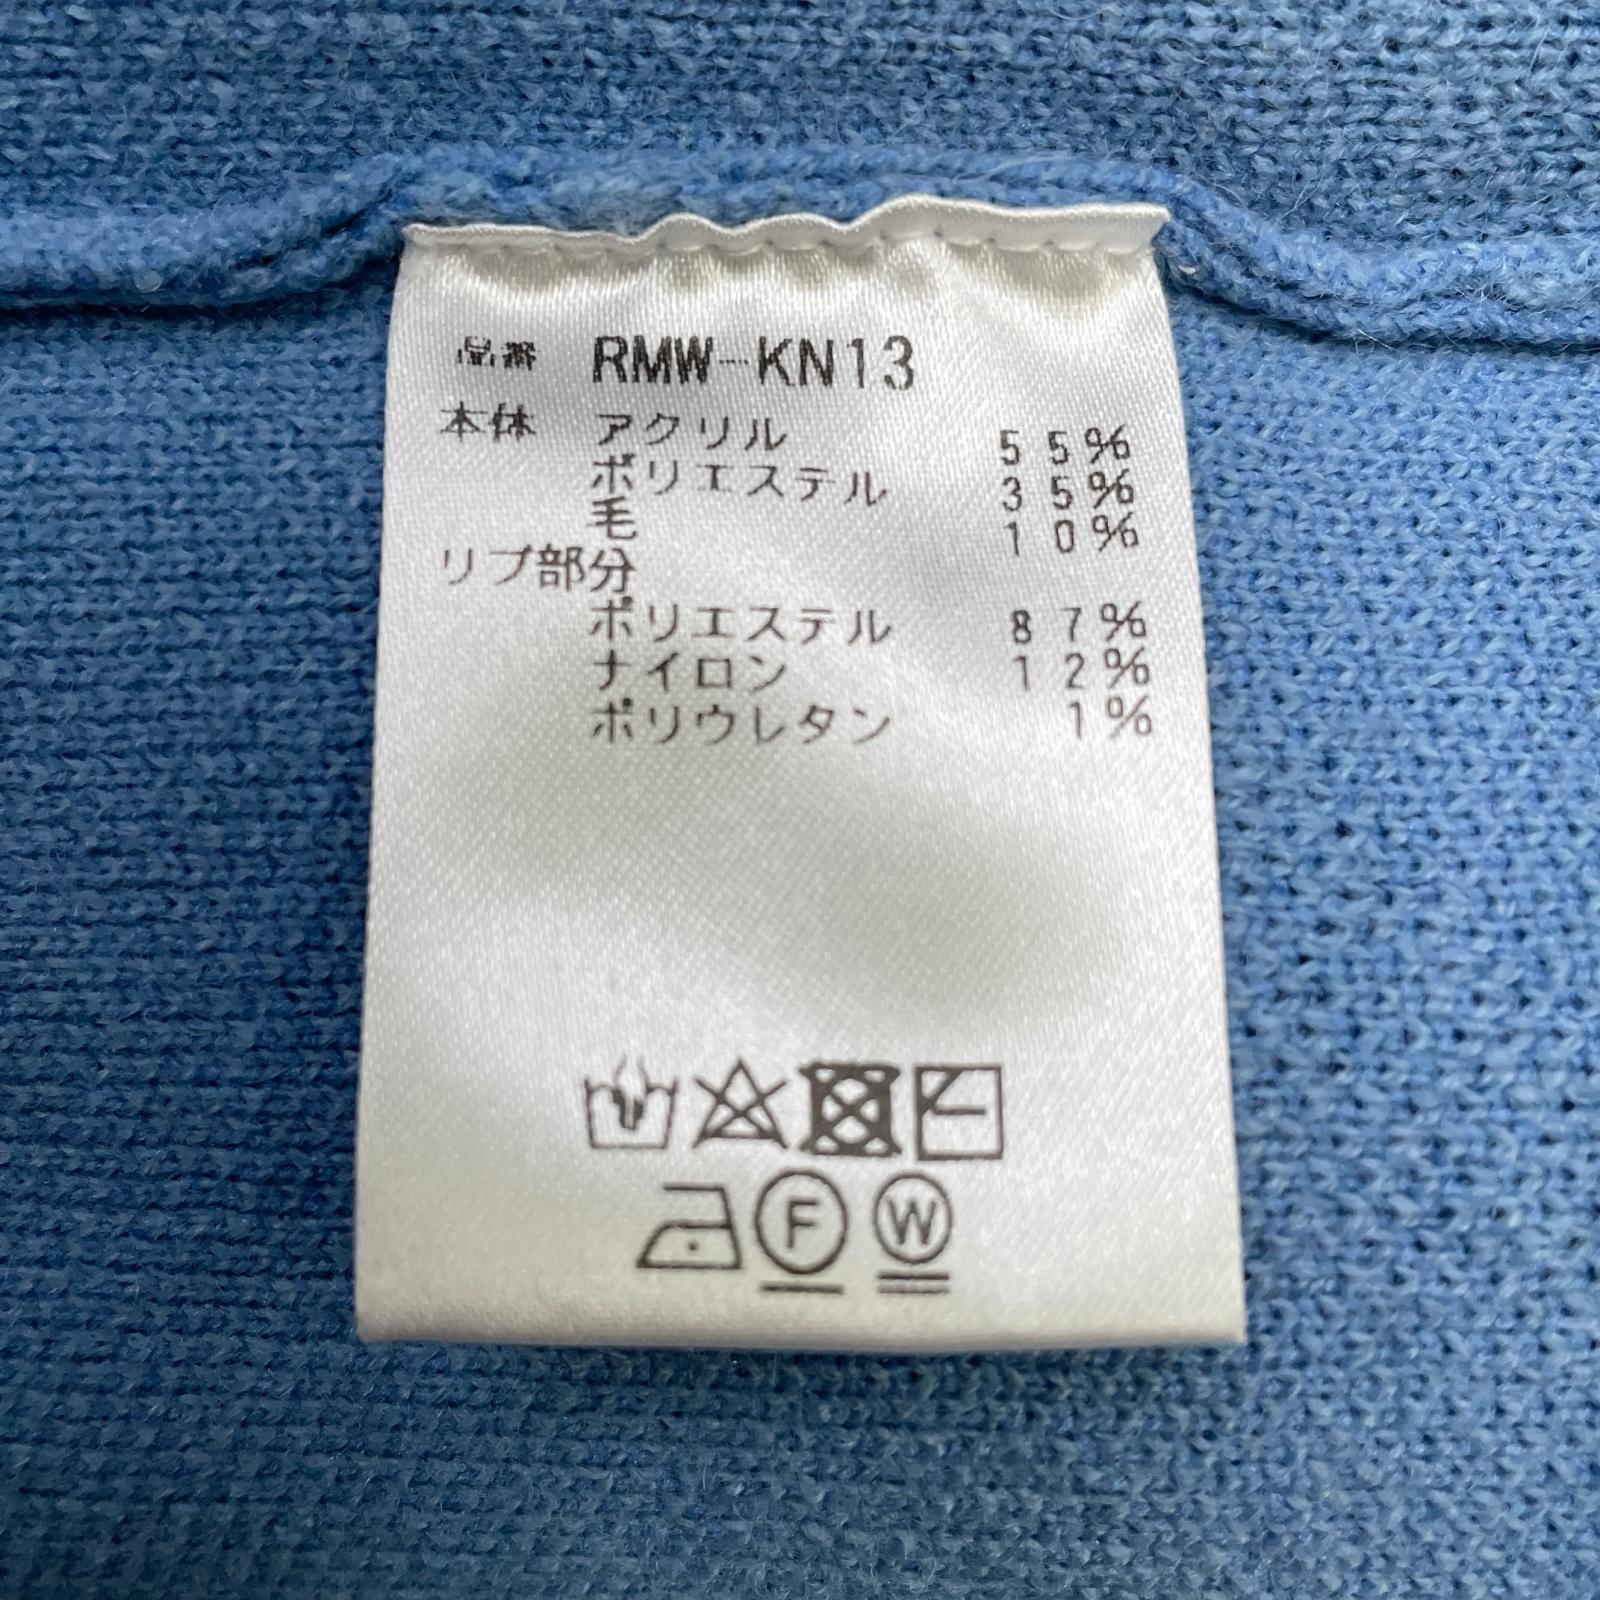 品番 RMW-KN13
本体 アクリル 55%
ポリエステル 35%
毛 10%
リブ部分
ポリエステル 87%
ナイロン 12%
ポリウレタン 1%
F W